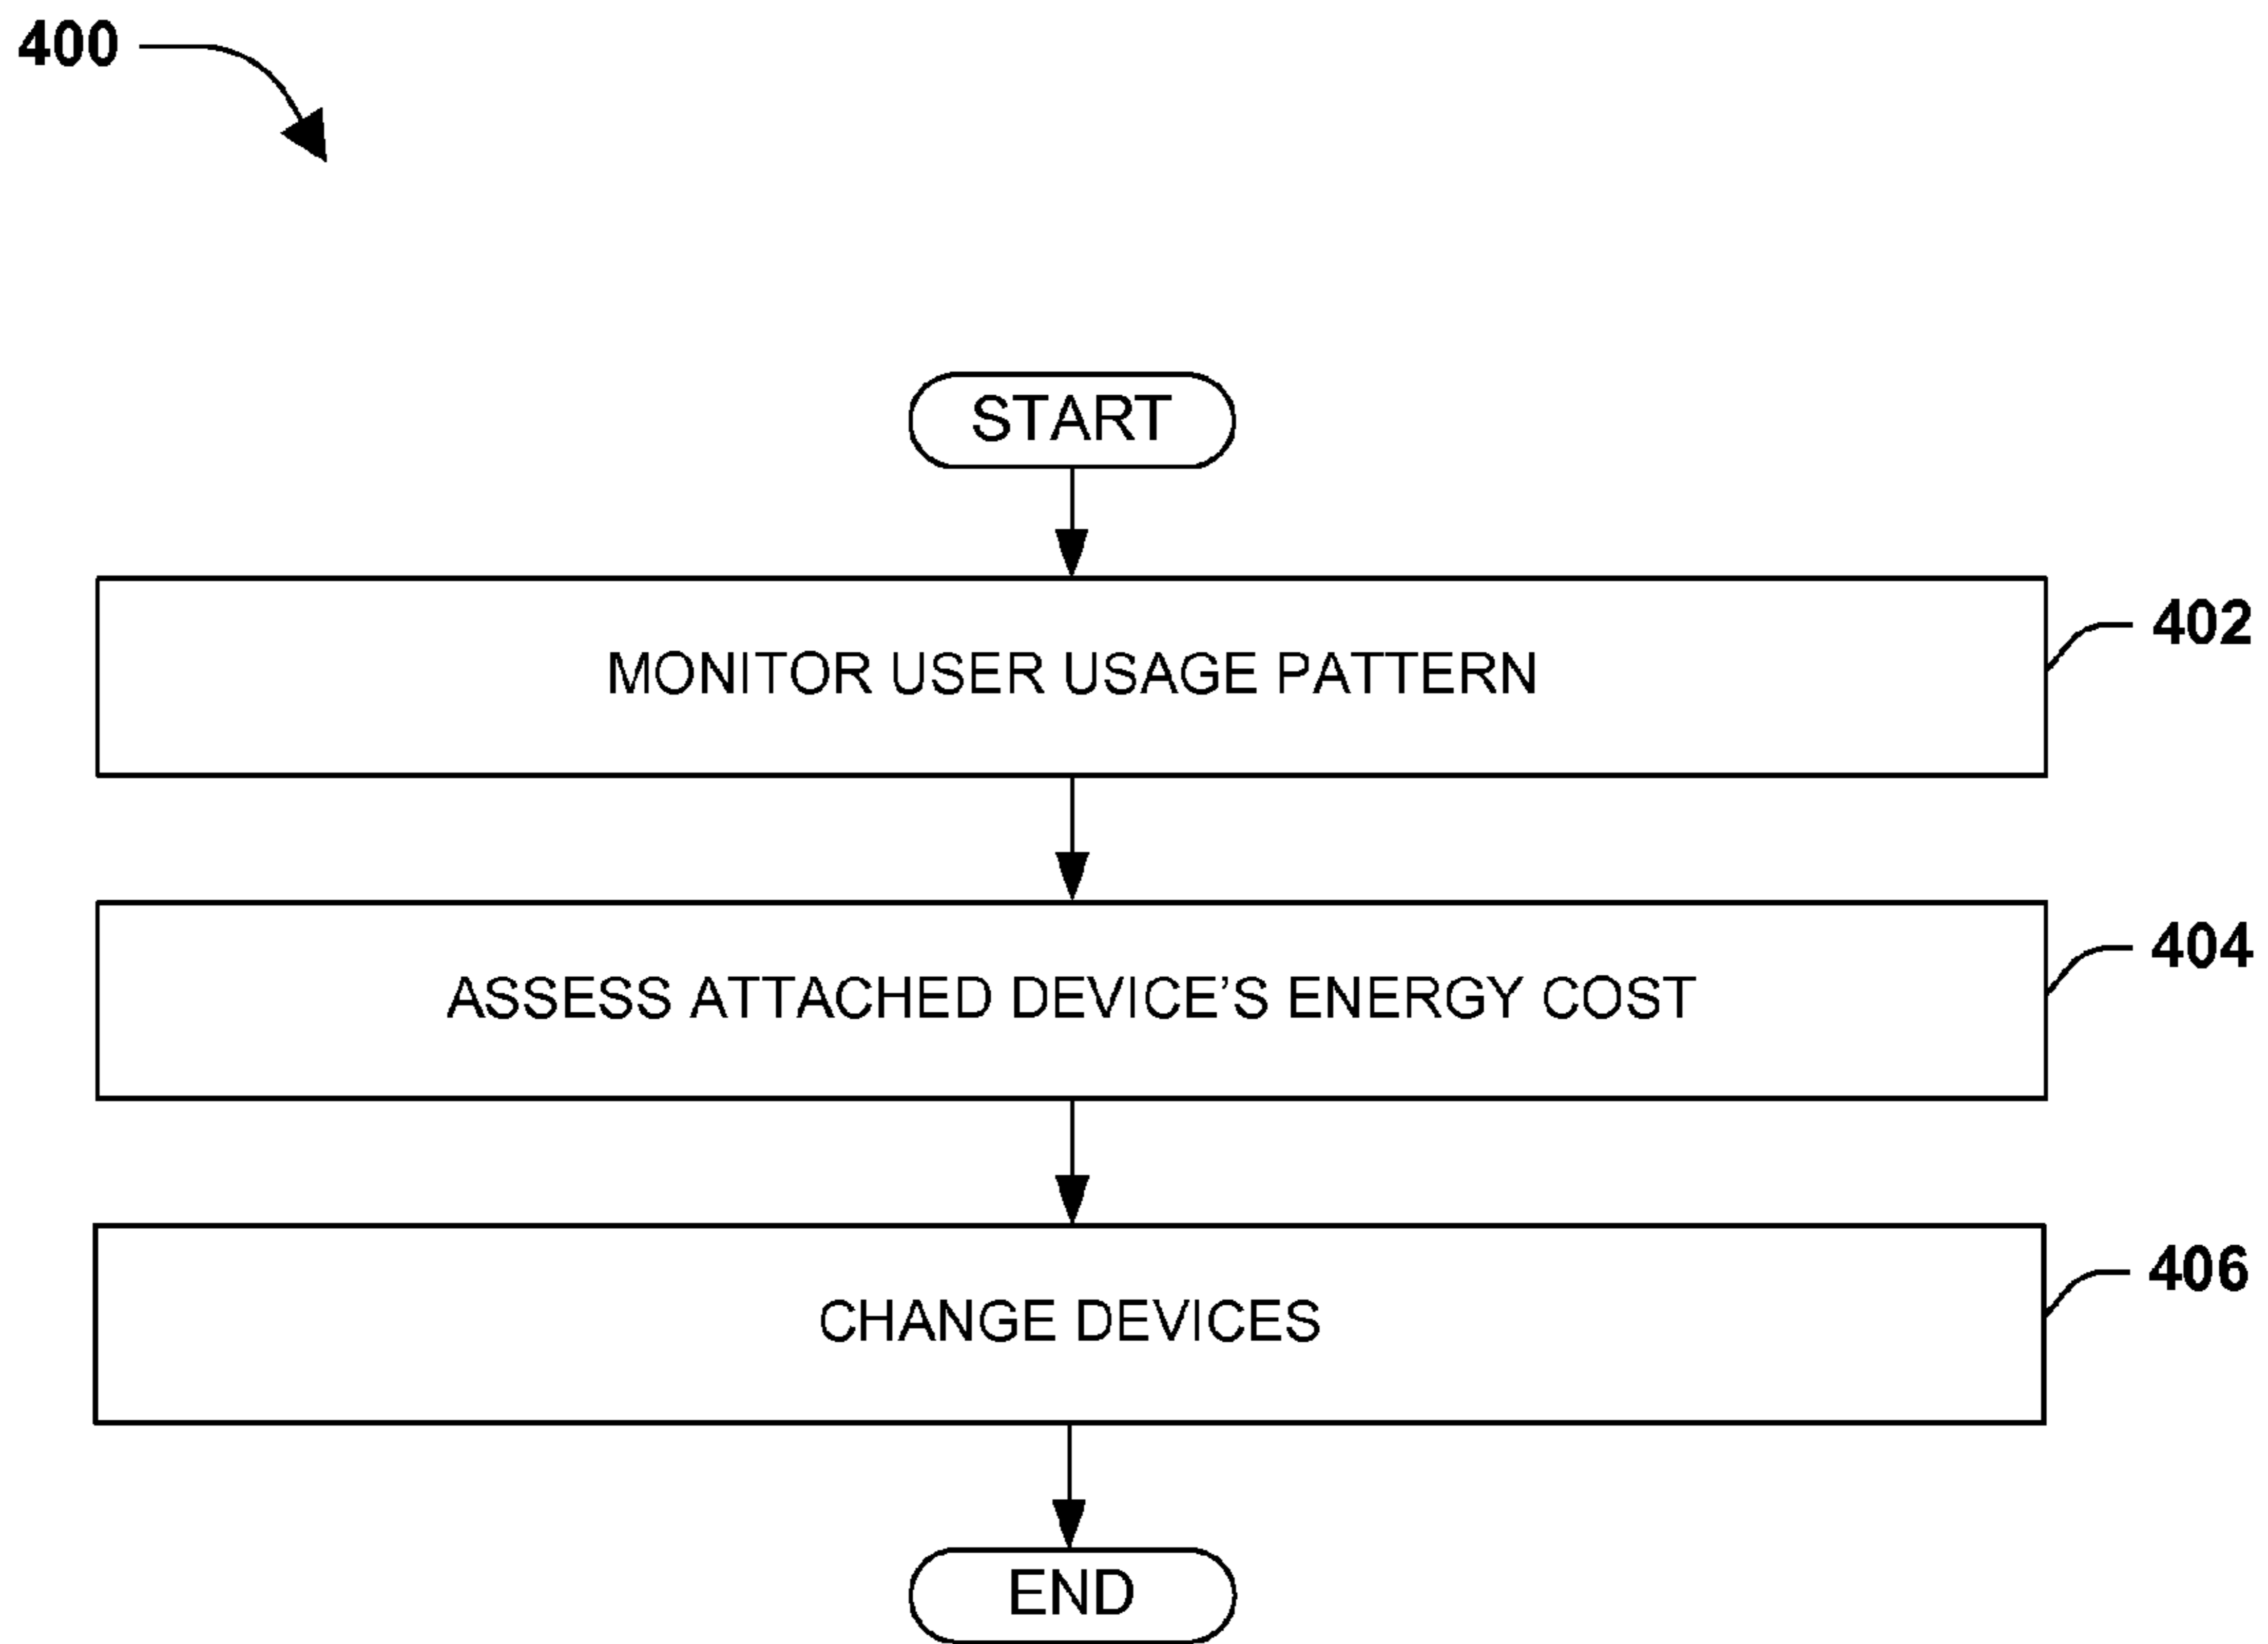 400
START
MONITOR USER USAGE PATTERN
402
ASSESS ATTACHED DEVICE’S ENERGY COST
404
CHANGE DEVICES
406
END